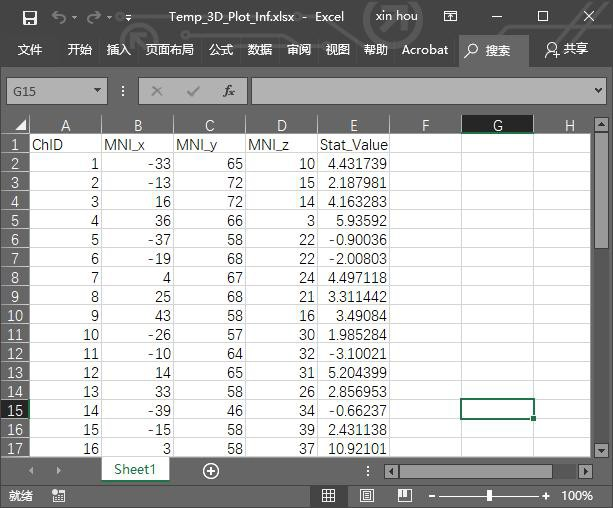 Temp_3D_Plot_Inf.xlsx - Excel xin hou
文件 开始 插入 页面布局 公式 数据 审阅 视图 帮助 Acrobat 搜索 共享
G15 fx
A B C D E F G H
1 ChID MNI_x MNI_y MNI_z Stat_Value
2 1 -33 65 10 4.431739
3 2 -13 72 15 2.187981
4 3 16 72 14 4.163283
5 4 36 66 3 5.93592
6 5 -37 58 22 -0.90036
7 6 -19 68 22 -2.00803
8 7 4 67 24 4.497118
9 8 25 68 21 3.311442
10 9 43 58 16 3.49084
11 10 -26 57 30 1.985284
12 11 -10 64 32 -3.10021
13 12 14 65 31 5.204399
14 13 33 58 26 2.856953
15 14 -39 46 34 -0.66237
16 15 -15 58 39 2.431138
17 16 3 58 37 10.92101
Sheet1
就绪 100%